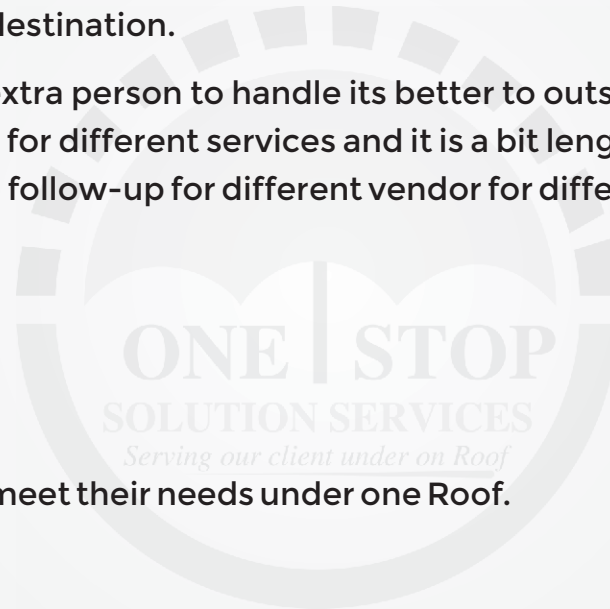 destination.
xtra person to handle its better to outs
for different services and it is a bit leng
follow-up for different vendor for diffe
ONE STOP
SOLUTION SERVICES
Serving our client under on Roof
meet their needs under one Roof.